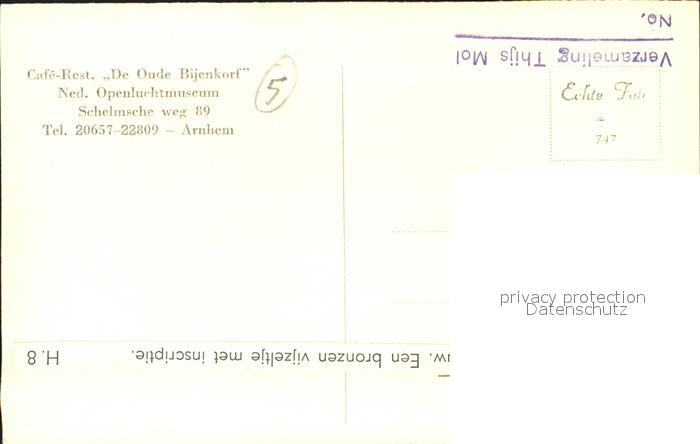 No.
Verzameling Thijs Mol
Café-Rest. „De Oude Bijenkorf"
Ned. Openluchtmuseum
Schelmsche weg 89
Tel. 20657-22809 - Arnhem
5
Echte Foto
747
privacy protection
Datenschutz
uw. Een bronzen vijzeltje met inscriptie.
H.8